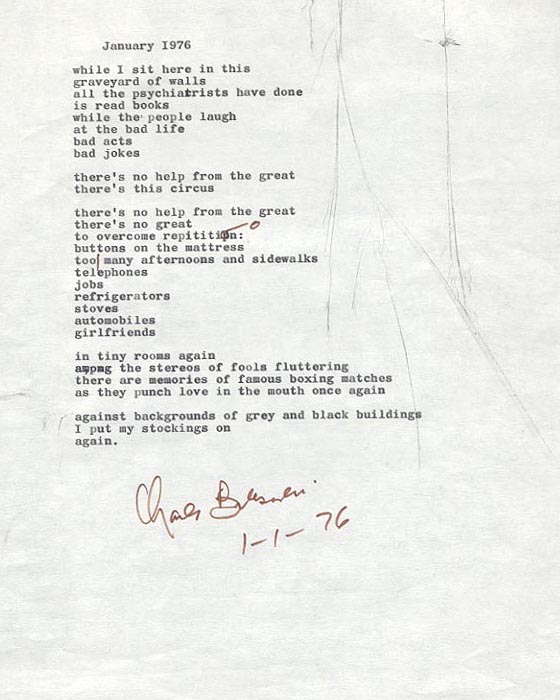 January 1976
while I sit here in this
graveyard of walls
all the psychiatrists have done
is read books
while the people laugh
at the bad life
bad acts
bad jokes
there's no help from the great
there's this circus
there's no help from the great
there's no great
to overcome repitition:
buttons on the mattress
too many afternoons and sidewalks
telephones
jobs
refrigerators
stoves
automobiles
girlfriends
in tiny rooms again
among the stereos of fools fluttering
there are memories of famous boxing matches
as they punch love in the mouth once again
against backgrounds of grey and black buildings
I put my stockings on
again.
Charles Bukowski
1-1-76